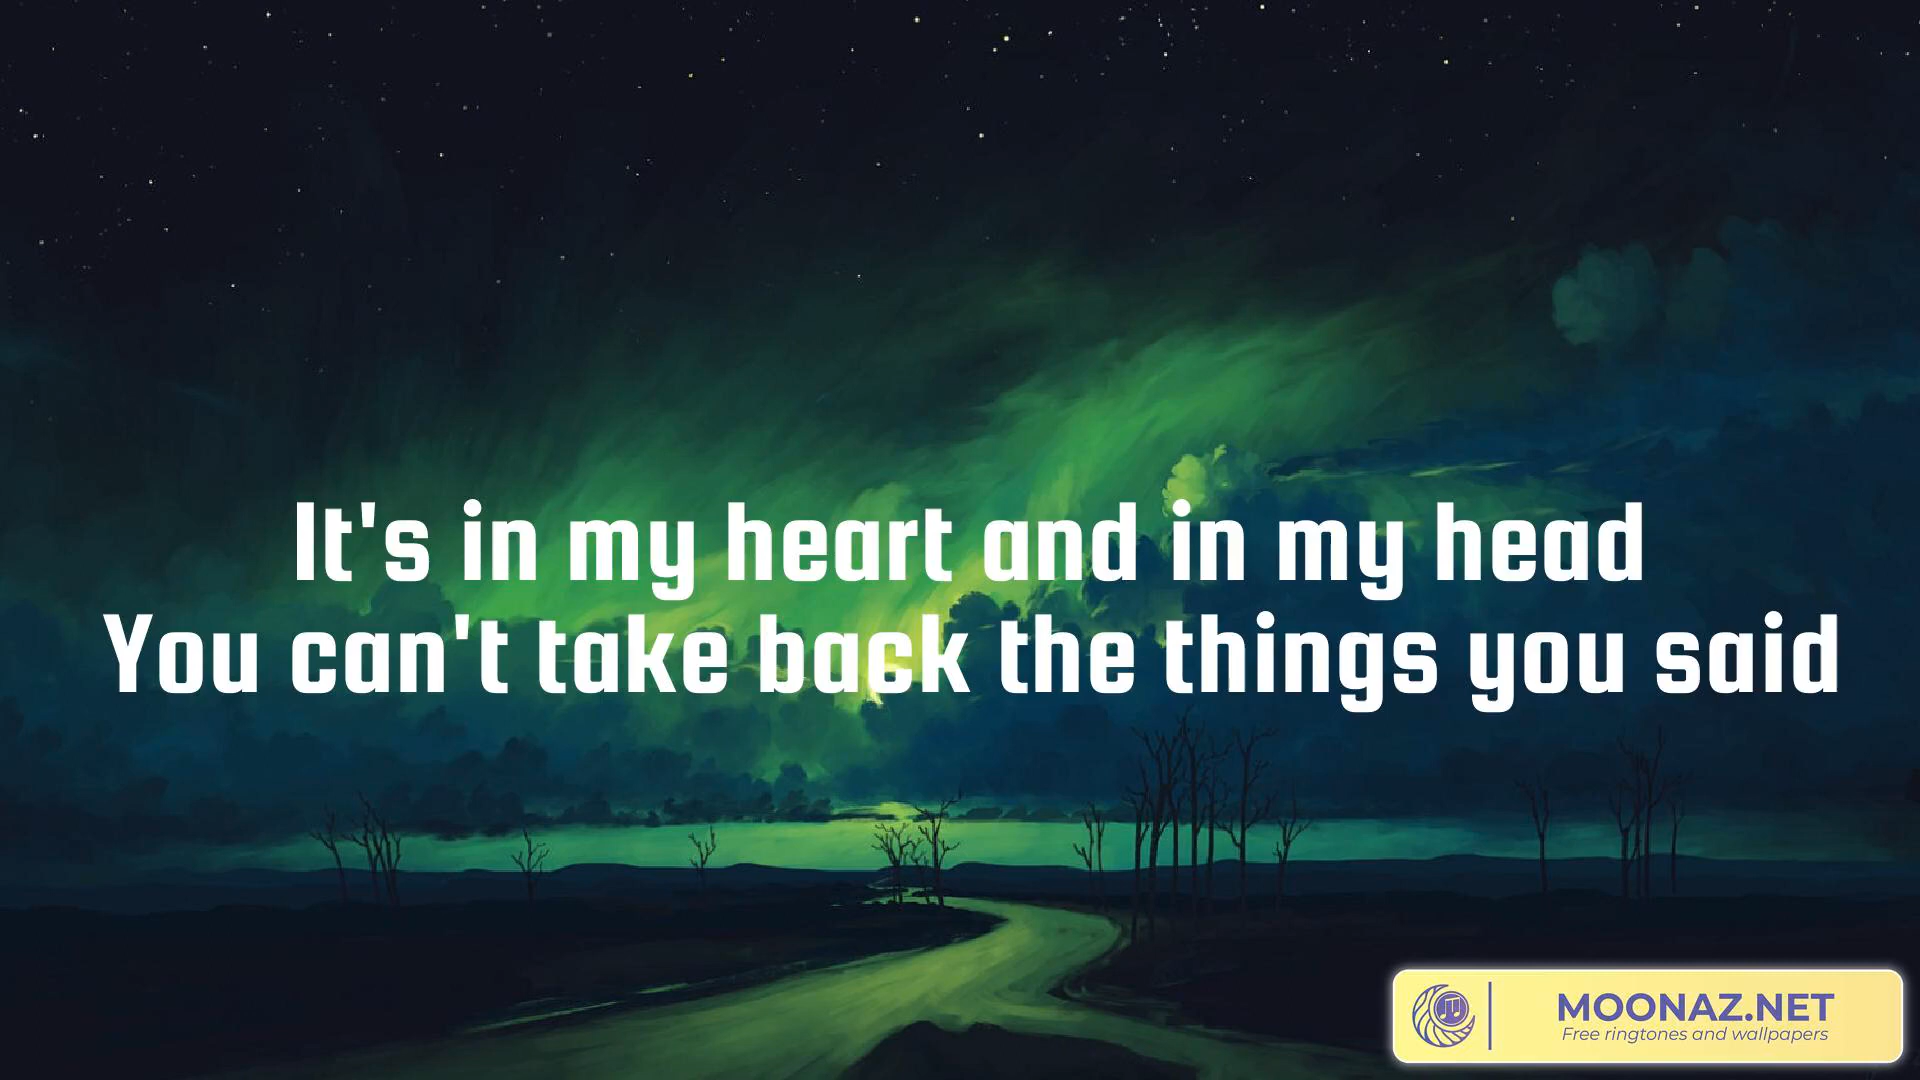 It's in my heart and in my head
You can't take back the things you said
MOONAZ.NET
Free ringtones and wallpapers